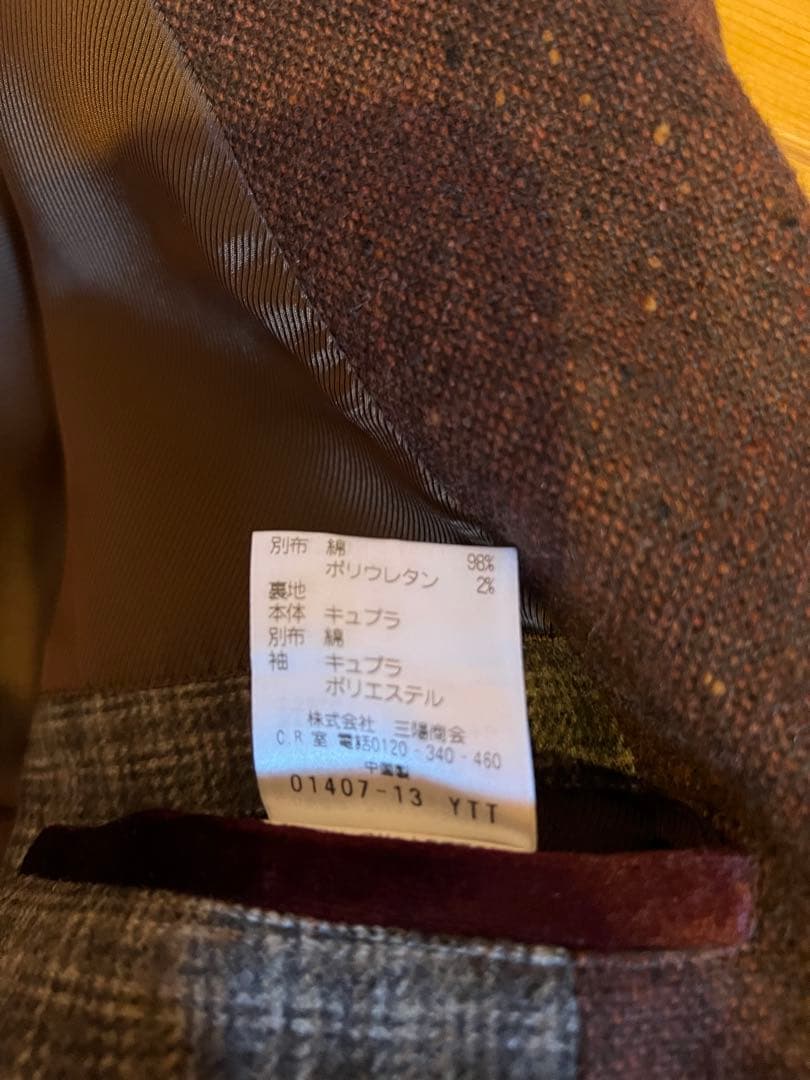 別布 綿 98%
ポリウレタン 2%
裏地
本体 キュプラ
別布 綿
袖 キュプラ
ポリエステル
株式会社 三陽商会
CR室 電話0120-340-460
中国製
01407-13 YTT